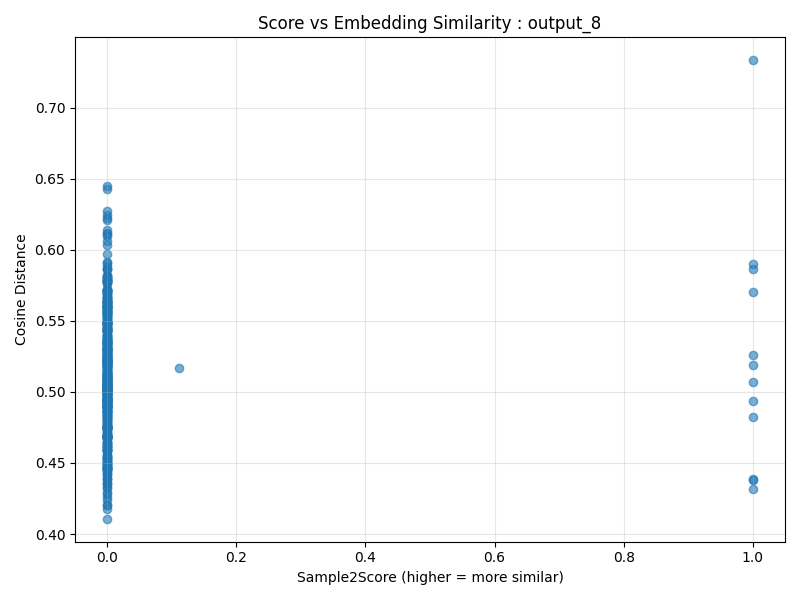 Score vs Embedding Similarity : output_8
Cosine Distance
0.70
0.65
0.60
0.55
0.50
0.45
0.40
0.0 0.2 0.4 0.6 0.8 1.0
Sample2Score (higher = more similar)